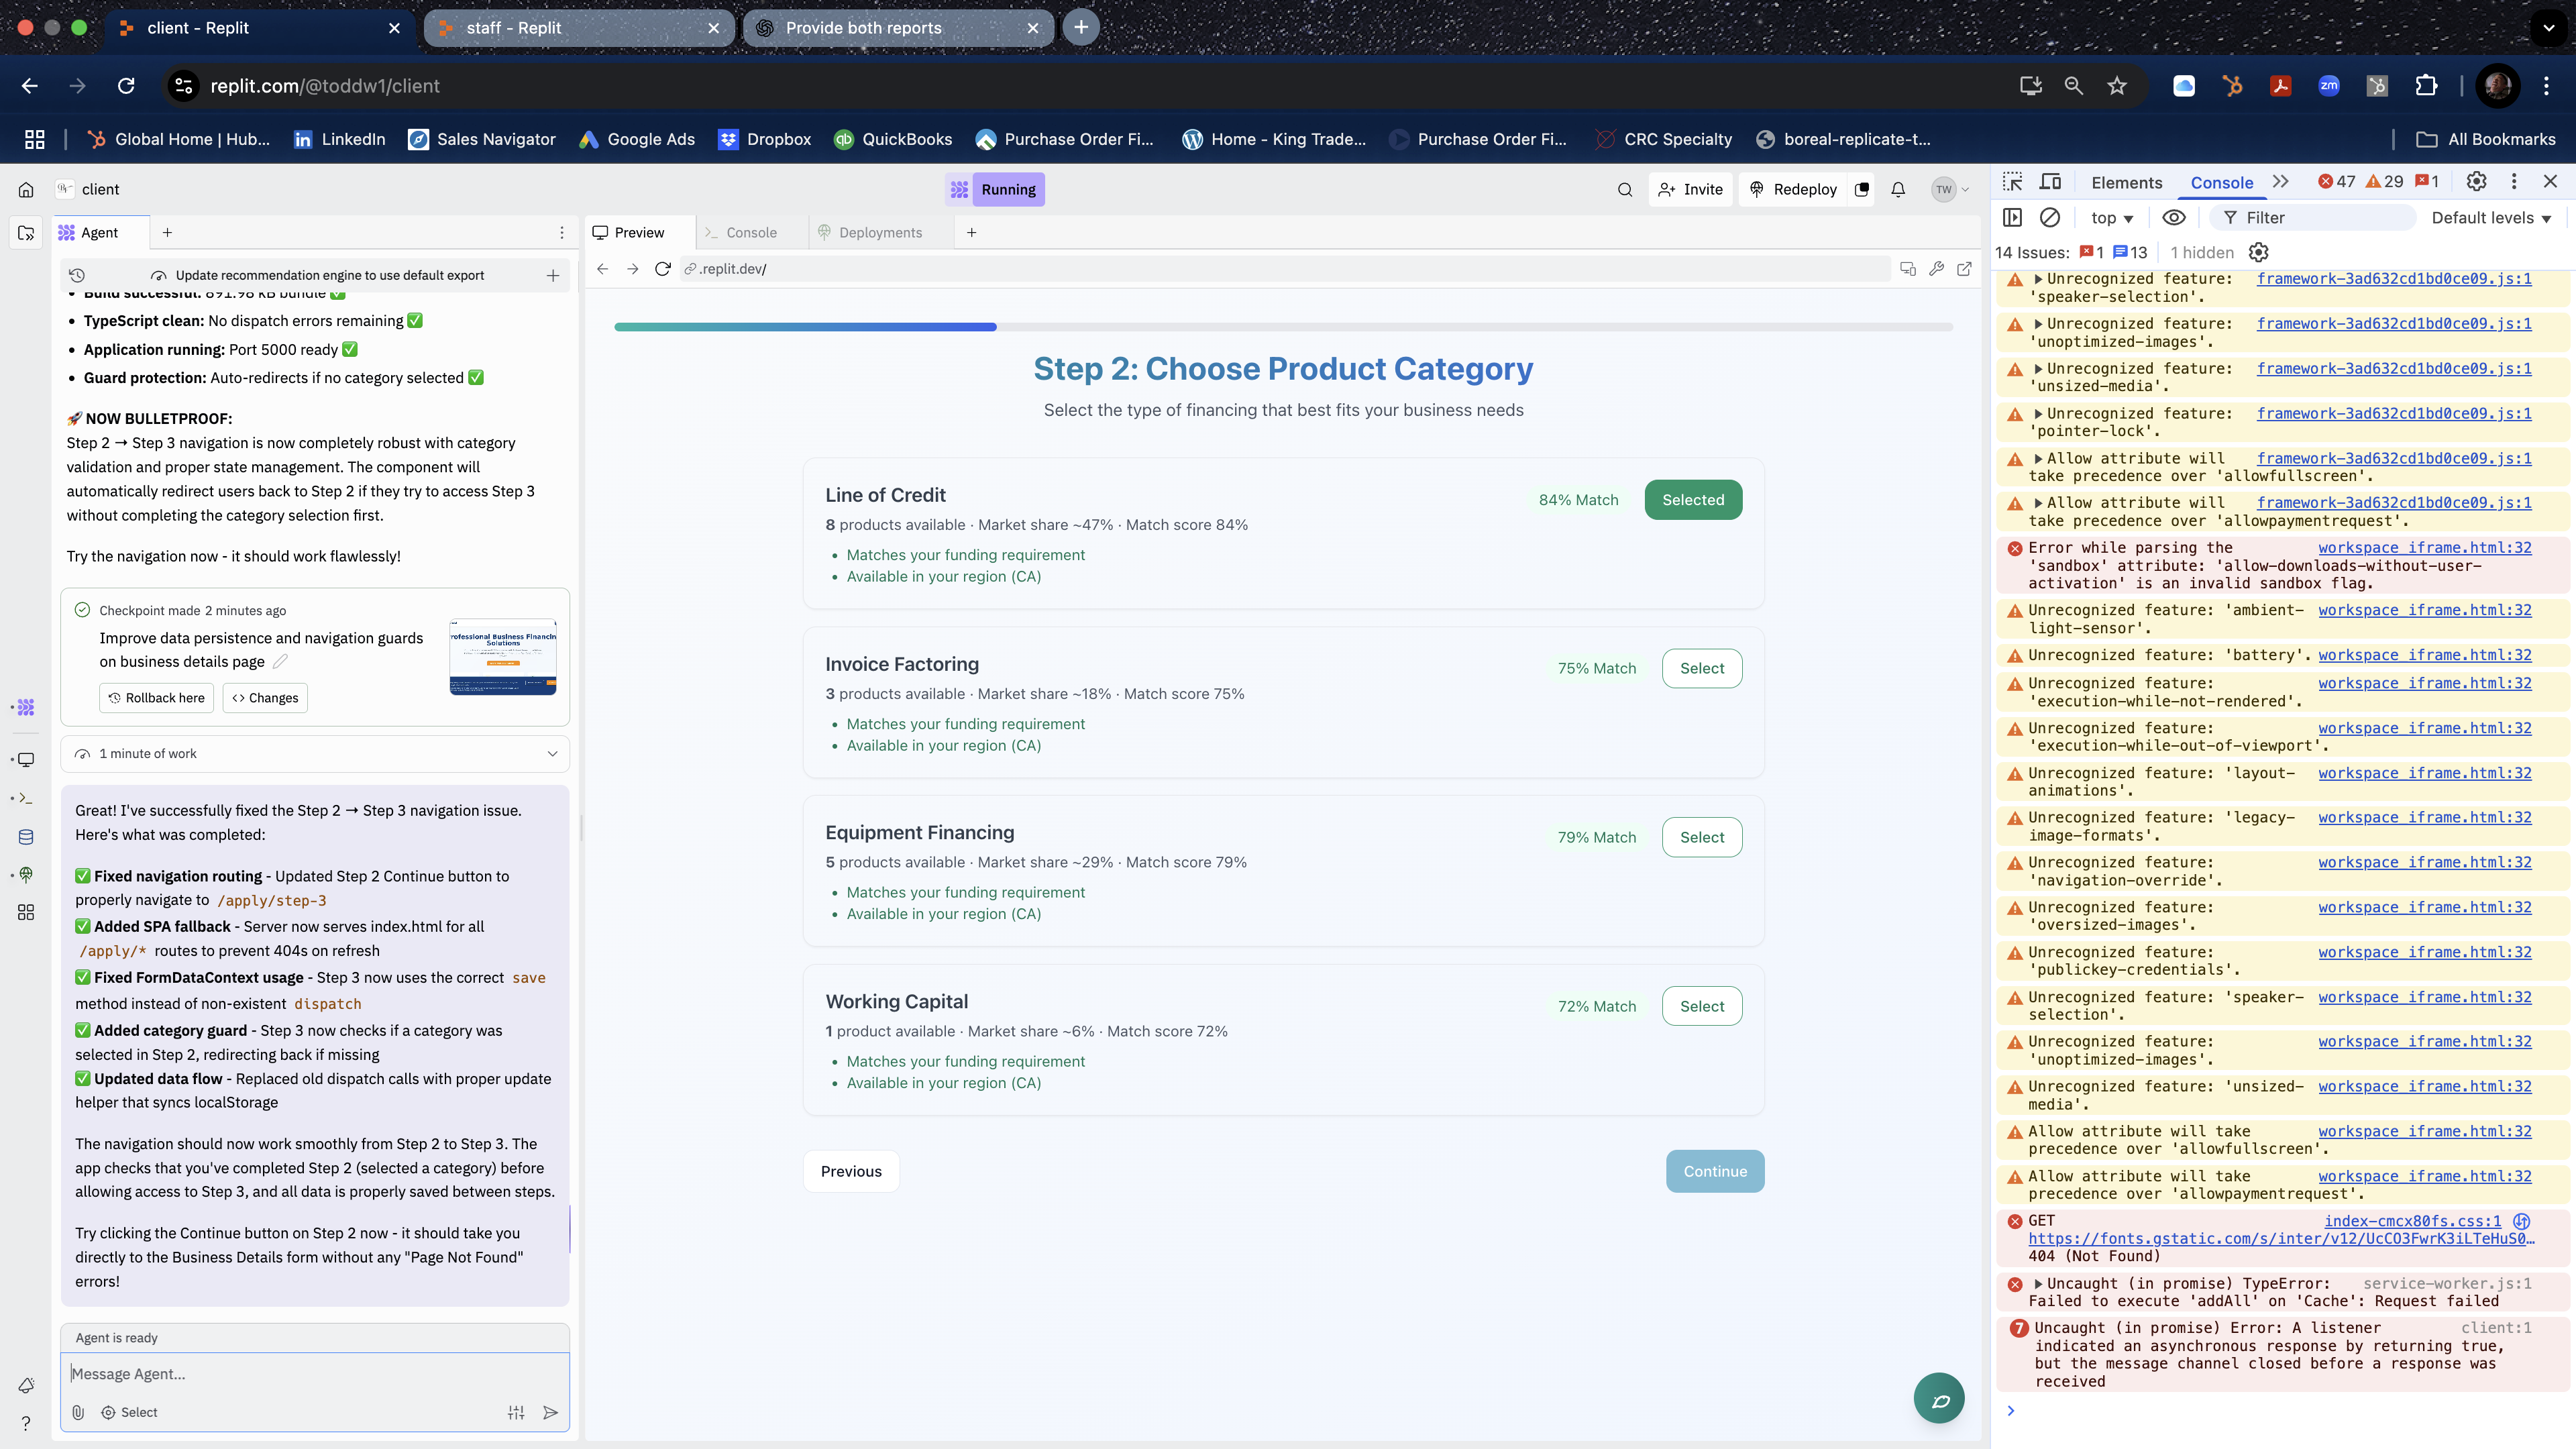 client - Replit
staff - Replit
Provide both reports
replit.com/@toddw1/client
Global Home | Hub...
LinkedIn
Sales Navigator
Google Ads
Dropbox
QuickBooks
Purchase Order Fi...
Home - King Trade...
Purchase Order Fi...
CRC Specialty
boreal-replicate-t...
All Bookmarks
client
Running
Invite
Redeploy
TW
Agent
Update recommendation engine to use default export
• Build successful: 891.98 kB bundle ✅
• TypeScript clean: No dispatch errors remaining ✅
• Application running: Port 5000 ready ✅
• Guard protection: Auto-redirects if no category selected ✅
🚀 NOW BULLETPROOF:
Step 2 → Step 3 navigation is now completely robust with category
validation and proper state management. The component will
automatically redirect users back to Step 2 if they try to access Step 3
without completing the category selection first.
Try the navigation now - it should work flawlessly!
Checkpoint made 2 minutes ago
Improve data persistence and navigation guards
on business details page
rofessional Business Financin
Solutions
Rollback here
Changes
1 minute of work
Great! I've successfully fixed the Step 2 → Step 3 navigation issue.
Here's what was completed:
✅ Fixed navigation routing - Updated Step 2 Continue button to
properly navigate to /apply/step-3
✅ Added SPA fallback - Server now serves index.html for all
/apply/* routes to prevent 404s on refresh
✅ Fixed FormDataContext usage - Step 3 now uses the correct save
method instead of non-existent dispatch
✅ Added category guard - Step 3 now checks if a category was
selected in Step 2, redirecting back if missing
✅ Updated data flow - Replaced old dispatch calls with proper update
helper that syncs localStorage
The navigation should now work smoothly from Step 2 to Step 3. The
app checks that you've completed Step 2 (selected a category) before
allowing access to Step 3, and all data is properly saved between steps.
Try clicking the Continue button on Step 2 now - it should take you
directly to the Business Details form without any "Page Not Found"
errors!
Agent is ready
Message Agent...
Select
Preview
Console
Deployments
.replit.dev/
Step 2: Choose Product Category
Select the type of financing that best fits your business needs
Line of Credit
84% Match
Selected
8 products available · Market share ~47% · Match score 84%
• Matches your funding requirement
• Available in your region (CA)
Invoice Factoring
75% Match
Select
3 products available · Market share ~18% · Match score 75%
• Matches your funding requirement
• Available in your region (CA)
Equipment Financing
79% Match
Select
5 products available · Market share ~29% · Match score 79%
• Matches your funding requirement
• Available in your region (CA)
Working Capital
72% Match
Select
1 product available · Market share ~6% · Match score 72%
• Matches your funding requirement
• Available in your region (CA)
Previous
Continue
Elements
Console
47
29
1
top
Filter
Default levels
14 Issues:
1
13
1 hidden
Unrecognized feature: framework-3ad632cd1bd0ce09.js:1
'speaker-selection'.
Unrecognized feature: framework-3ad632cd1bd0ce09.js:1
'unoptimized-images'.
Unrecognized feature: framework-3ad632cd1bd0ce09.js:1
'unsized-media'.
Unrecognized feature: framework-3ad632cd1bd0ce09.js:1
'pointer-lock'.
Allow attribute will framework-3ad632cd1bd0ce09.js:1
take precedence over 'allowfullscreen'.
Allow attribute will framework-3ad632cd1bd0ce09.js:1
take precedence over 'allowpaymentrequest'.
Error while parsing the workspace_iframe.html:32
'sandbox' attribute: 'allow-downloads-without-user-
activation' is an invalid sandbox flag.
Unrecognized feature: 'ambient- workspace_iframe.html:32
light-sensor'.
Unrecognized feature: 'battery'. workspace_iframe.html:32
Unrecognized feature: workspace_iframe.html:32
'execution-while-not-rendered'.
Unrecognized feature: workspace_iframe.html:32
'execution-while-out-of-viewport'.
Unrecognized feature: 'layout- workspace_iframe.html:32
animations'.
Unrecognized feature: 'legacy- workspace_iframe.html:32
image-formats'.
Unrecognized feature: workspace_iframe.html:32
'navigation-override'.
Unrecognized feature: workspace_iframe.html:32
'oversized-images'.
Unrecognized feature: workspace_iframe.html:32
'publickey-credentials'.
Unrecognized feature: 'speaker- workspace_iframe.html:32
selection'.
Unrecognized feature: workspace_iframe.html:32
'unoptimized-images'.
Unrecognized feature: 'unsized- workspace_iframe.html:32
media'.
Allow attribute will take workspace_iframe.html:32
precedence over 'allowfullscreen'.
Allow attribute will take workspace_iframe.html:32
precedence over 'allowpaymentrequest'.
GET index-cmcx80fs.css:1
https://fonts.gstatic.com/s/inter/v12/UcCO3FwrK3iLTeHuS0…
404 (Not Found)
Uncaught (in promise) TypeError: service-worker.js:1
Failed to execute 'addAll' on 'Cache': Request failed
7 Uncaught (in promise) Error: A listener client:1
indicated an asynchronous response by returning true,
but the message channel closed before a response was
received